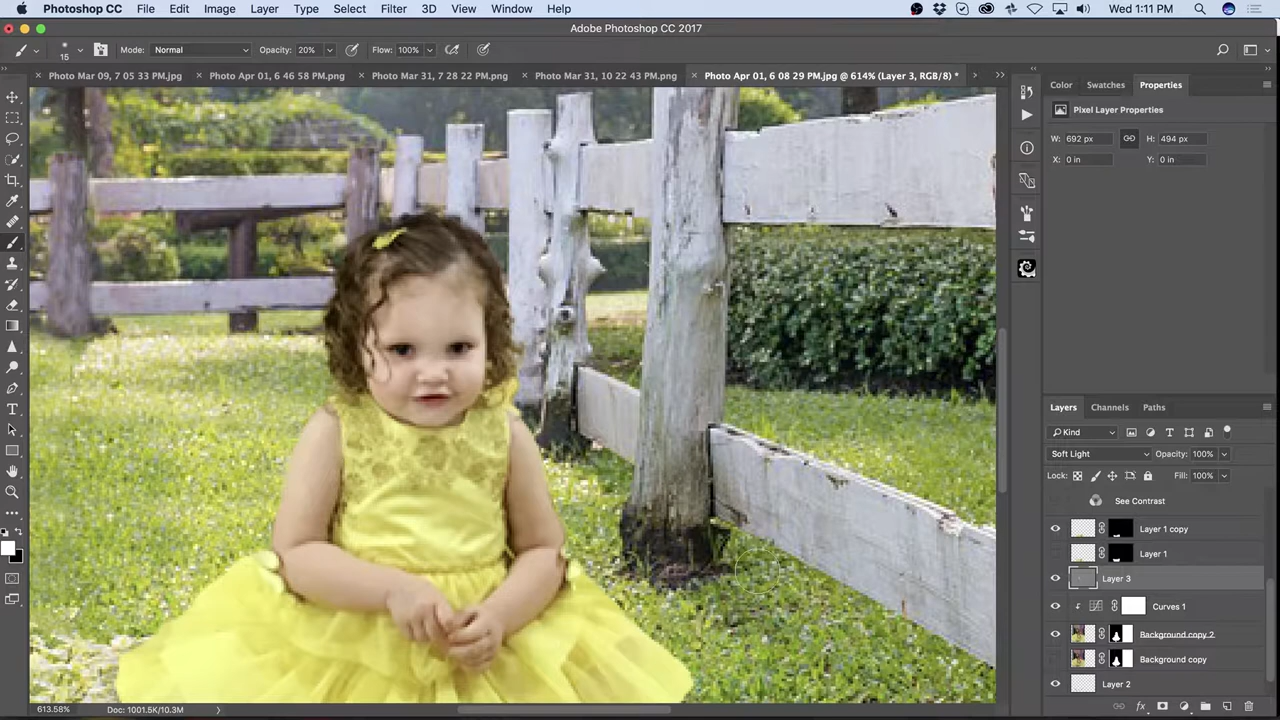 Photoshop CC File Edit Image Layer Type Select Filter 3D View Window Help Wed 1:11 PM
Adobe Photoshop CC 2017
15 Mode: Normal Opacity: 20% Flow: 100%
Photo Mar 09, 7 05 33 PM.jpg Photo Apr 01, 6 46 58 PM.png Photo Mar 31, 7 28 22 PM.png Photo Mar 31, 10 22 43 PM.png Photo Apr 01, 6 08 29 PM.jpg @ 614% (Layer 3, RGB/8) *
Color Swatches Properties
Pixel Layer Properties
W: 692 px H: 494 px
X: 0 in Y: 0 in
Layers Channels Paths
Kind
Soft Light Opacity: 100%
Lock: Fill: 100%
See Contrast
Layer 1 copy
Layer 1
Layer 3
Curves 1
Background copy 2
Background copy
Layer 2
613.58% Doc: 1001.5K/10.3M